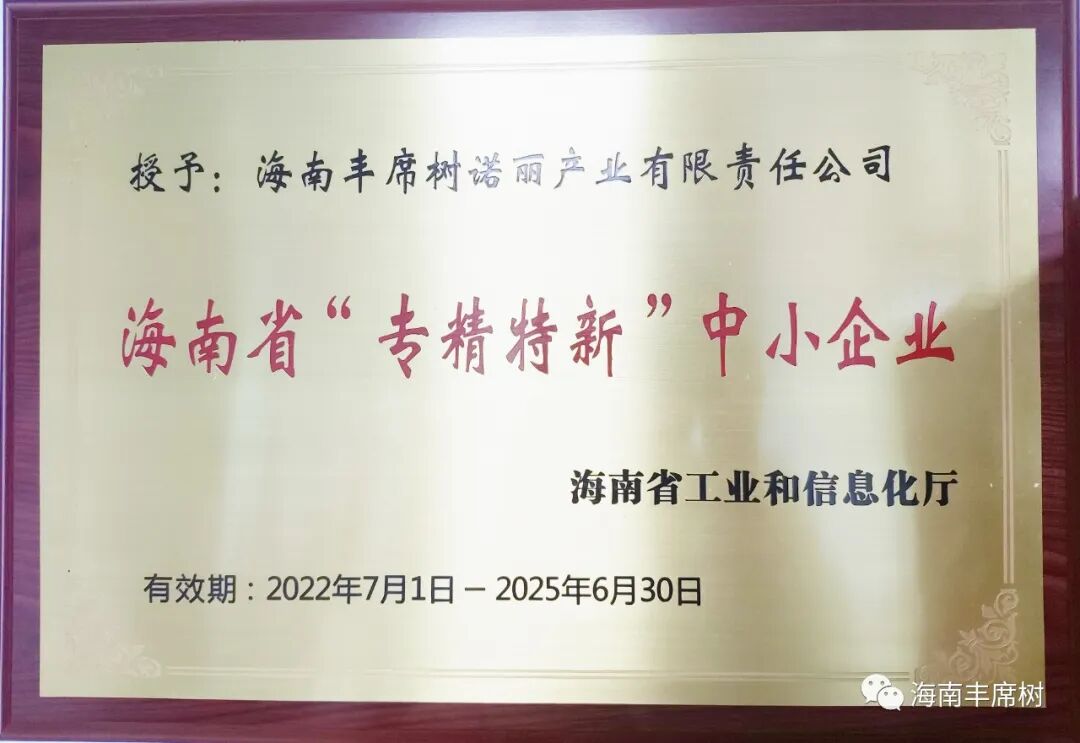 授予：海南丰席树诺丽产业有限责任公司
海南省“专精特新”中小企业
海南省工业和信息化厅
有效期：2022年7月1日－2025年6月30日
海南丰席树